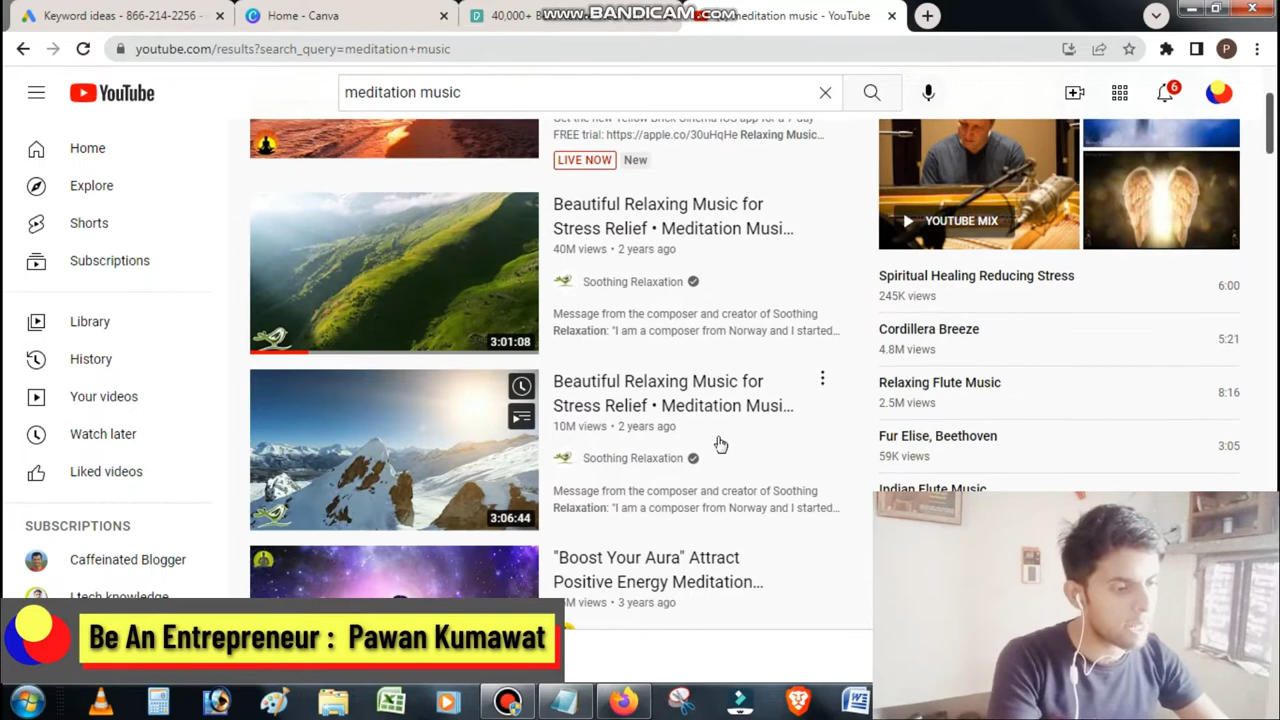 Keyword ideas - 866-214-2256 -
Home - Canva
40,000+ B
www.BANDICAM.com
meditation music - YouTube
youtube.com/results?search_query=meditation+music
P
YouTube
meditation music
6
Home
Explore
Shorts
Subscriptions
Library
History
Your videos
Watch later
Liked videos
SUBSCRIPTIONS
Caffeinated Blogger
FREE trial: https://apple.co/30uHqHe Relaxing Music...
LIVE NOW
New
Beautiful Relaxing Music for
Stress Relief • Meditation Musi...
40M views • 2 years ago
Soothing Relaxation
Message from the composer and creator of Soothing
Relaxation: "I am a composer from Norway and I started...
3:01:08
Beautiful Relaxing Music for
Stress Relief • Meditation Musi...
10M views • 2 years ago
Soothing Relaxation
Message from the composer and creator of Soothing
Relaxation: "I am a composer from Norway and I started...
3:06:44
"Boost Your Aura" Attract
Positive Energy Meditation...
M views • 3 years ago
YOUTUBE MIX
Spiritual Healing Reducing Stress
245K views
6:00
Cordillera Breeze
4.8M views
5:21
Relaxing Flute Music
2.5M views
8:16
Fur Elise, Beethoven
59K views
3:05
Indian Flute Music
Be An Entrepreneur : Pawan Kumawat